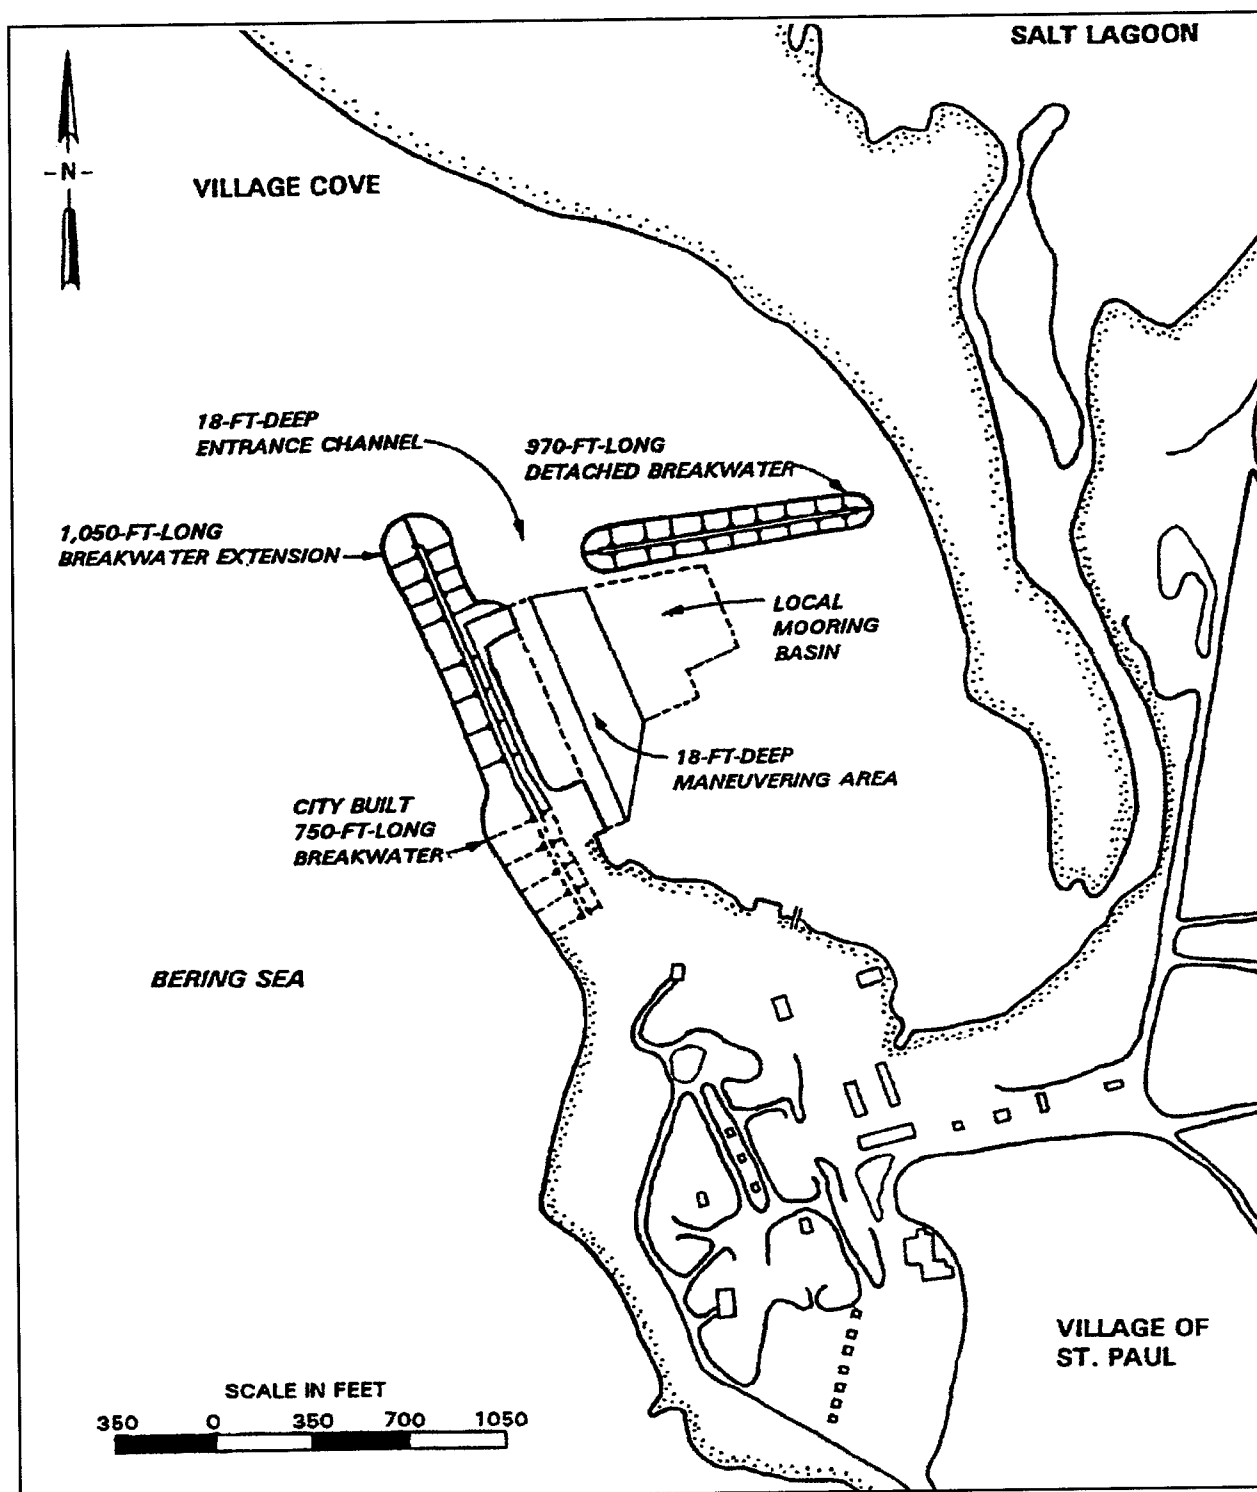 SALT LAGOON
-N-
VILLAGE COVE
18-FT-DEEP
ENTRANCE CHANNEL
970-FT-LONG
DETACHED BREAKWATER
1,050-FT-LONG
BREAKWATER EXTENSION
LOCAL
MOORING
BASIN
18-FT-DEEP
MANEUVERING AREA
CITY BUILT
750-FT-LONG
BREAKWATER
BERING SEA
VILLAGE OF
ST. PAUL
SCALE IN FEET
350 0 350 700 1050